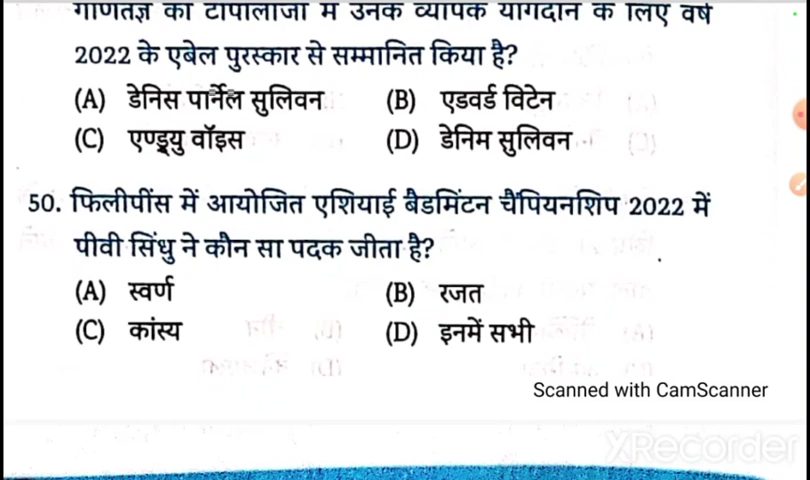 गणितज्ञ को टोपोलॉजी में उनके व्यापक योगदान के लिए वर्ष
2022 के एबेल पुरस्कार से सम्मानित किया है?
(A) डेनिस पार्नेल सुलिवन (B) एडवर्ड विटेन
(C) एण्ड्र्यु वॉइस (D) डेनिम सुलिवन
50. फिलीपींस में आयोजित एशियाई बैडमिंटन चैंपियनशिप 2022 में
पीवी सिंधु ने कौन सा पदक जीता है?
(A) स्वर्ण (B) रजत
(C) कांस्य (D) इनमें सभी
Scanned with CamScanner
XRecorder